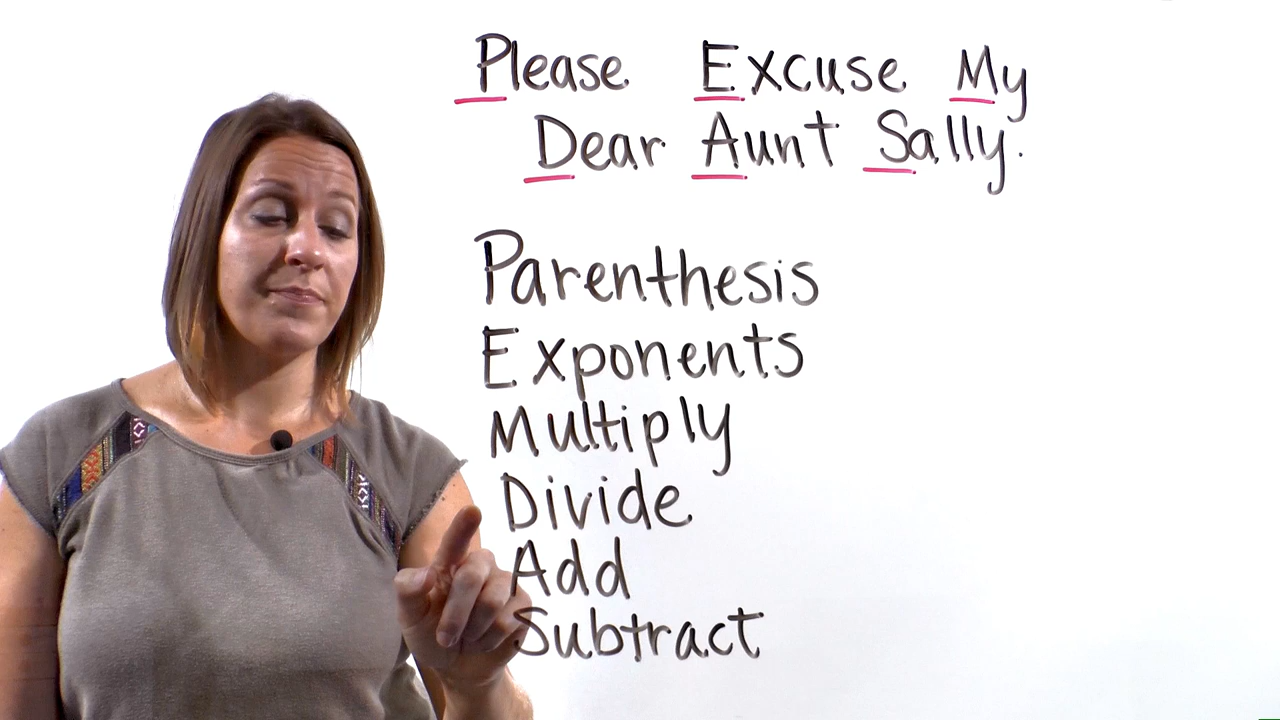 Please Excuse My
Dear Aunt Sally.
Parenthesis
Exponents
Multiply
Divide
Add
Subtract